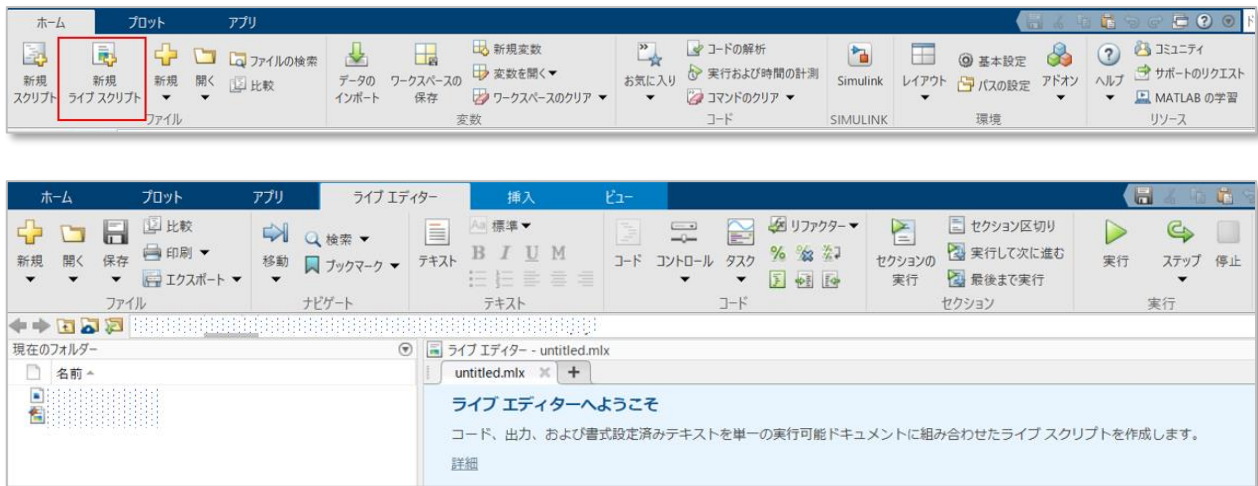 ホーム プロット アプリ
新規 スクリプト
新規 ライブ スクリプト
新規
開く
ファイルの検索
比較
ファイル
データの インポート
ワークスペースの 保存
新規変数
変数を開く
ワークスペースのクリア
変数
お気に入り
コードの解析
実行および時間の計測
コマンドのクリア
コード
Simulink
SIMULINK
レイアウト
基本設定
パスの設定
アドオン
環境
ヘルプ
コミュニティ
サポートのリクエスト
MATLAB の学習
リソース
ホーム プロット アプリ ライブ エディター 挿入 ビュー
新規
開く
保存
比較
印刷
エクスポート
ファイル
移動
検索
ブックマーク
ナビゲート
テキスト
Aa 標準
B I U M
テキスト
コード
コントロール
タスク
リファクター
コード
セクションの 実行
セクション区切り
実行して次に進む
最後まで実行
セクション
実行
ステップ
停止
実行
現在のフォルダー
名前
ライブ エディター - untitled.mlx
untitled.mlx
ライブ エディターへようこそ
コード、出力、および書式設定済みテキストを単一の実行可能ドキュメントに組み合わせたライブ スクリプトを作成します。
詳細